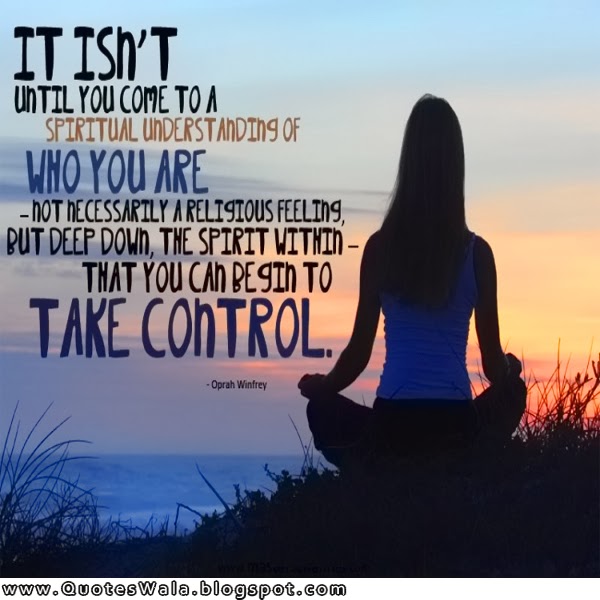 IT ISN'T
UNTIL YOU COME TO A
SPIRITUAL UNDERSTANDING OF
WHO YOU ARE
– NOT NECESSARILY A RELIGIOUS FEELING,
BUT DEEP DOWN, THE SPIRIT WITHIN –
THAT YOU CAN BEGIN TO
TAKE CONTROL.
- Oprah Winfrey
www.QuotesWala.blogspot.com